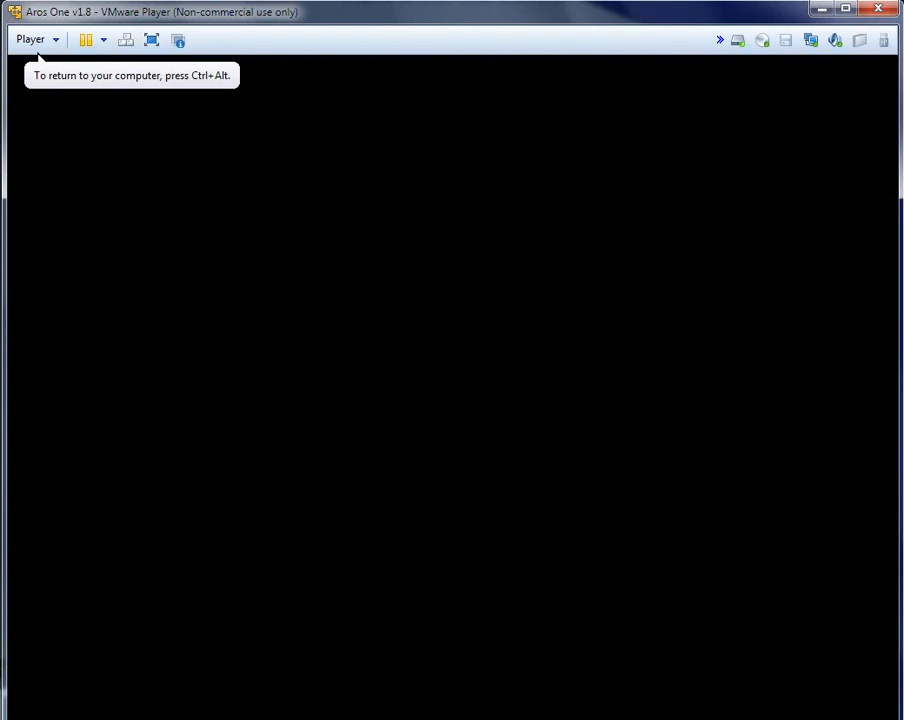 Aros One v1.8 - VMware Player (Non-commercial use only)
Player
To return to your computer, press Ctrl+Alt.